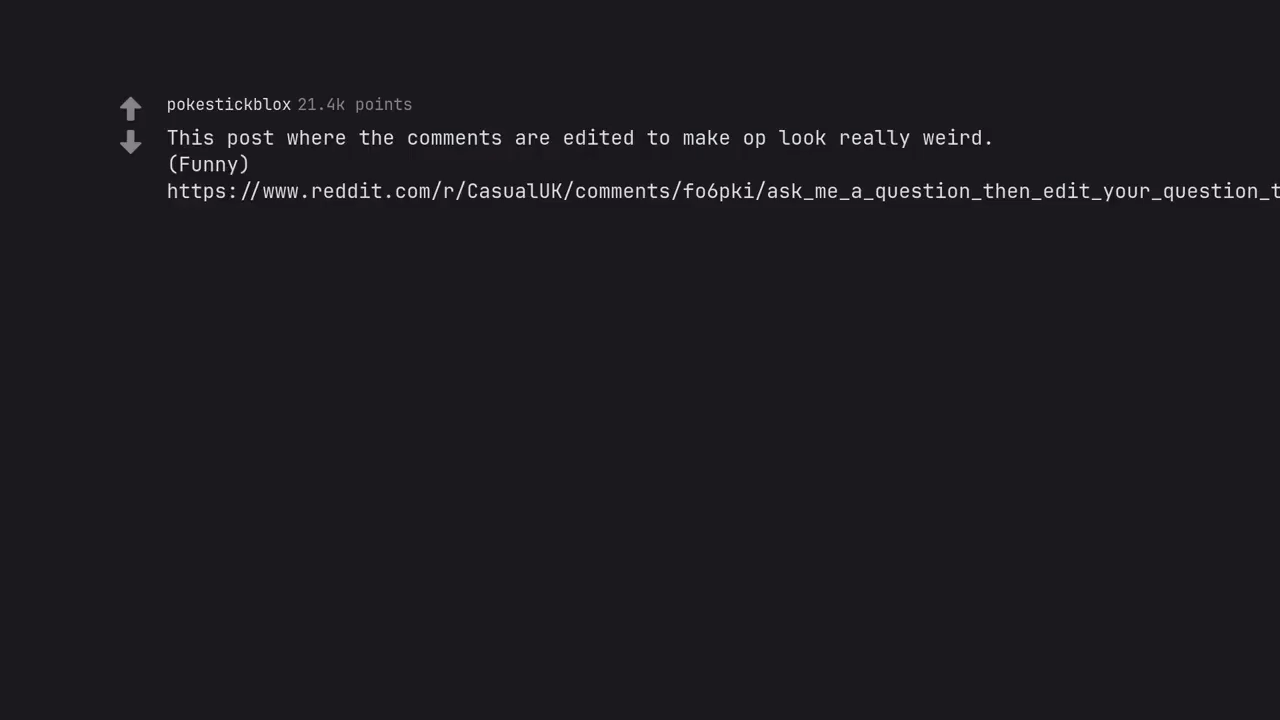 pokestickblox 21.4k points
This post where the comments are edited to make op look really weird.
(Funny)
https://www.reddit.com/r/CasualUK/comments/fo6pki/ask_me_a_question_then_edit_your_question_t